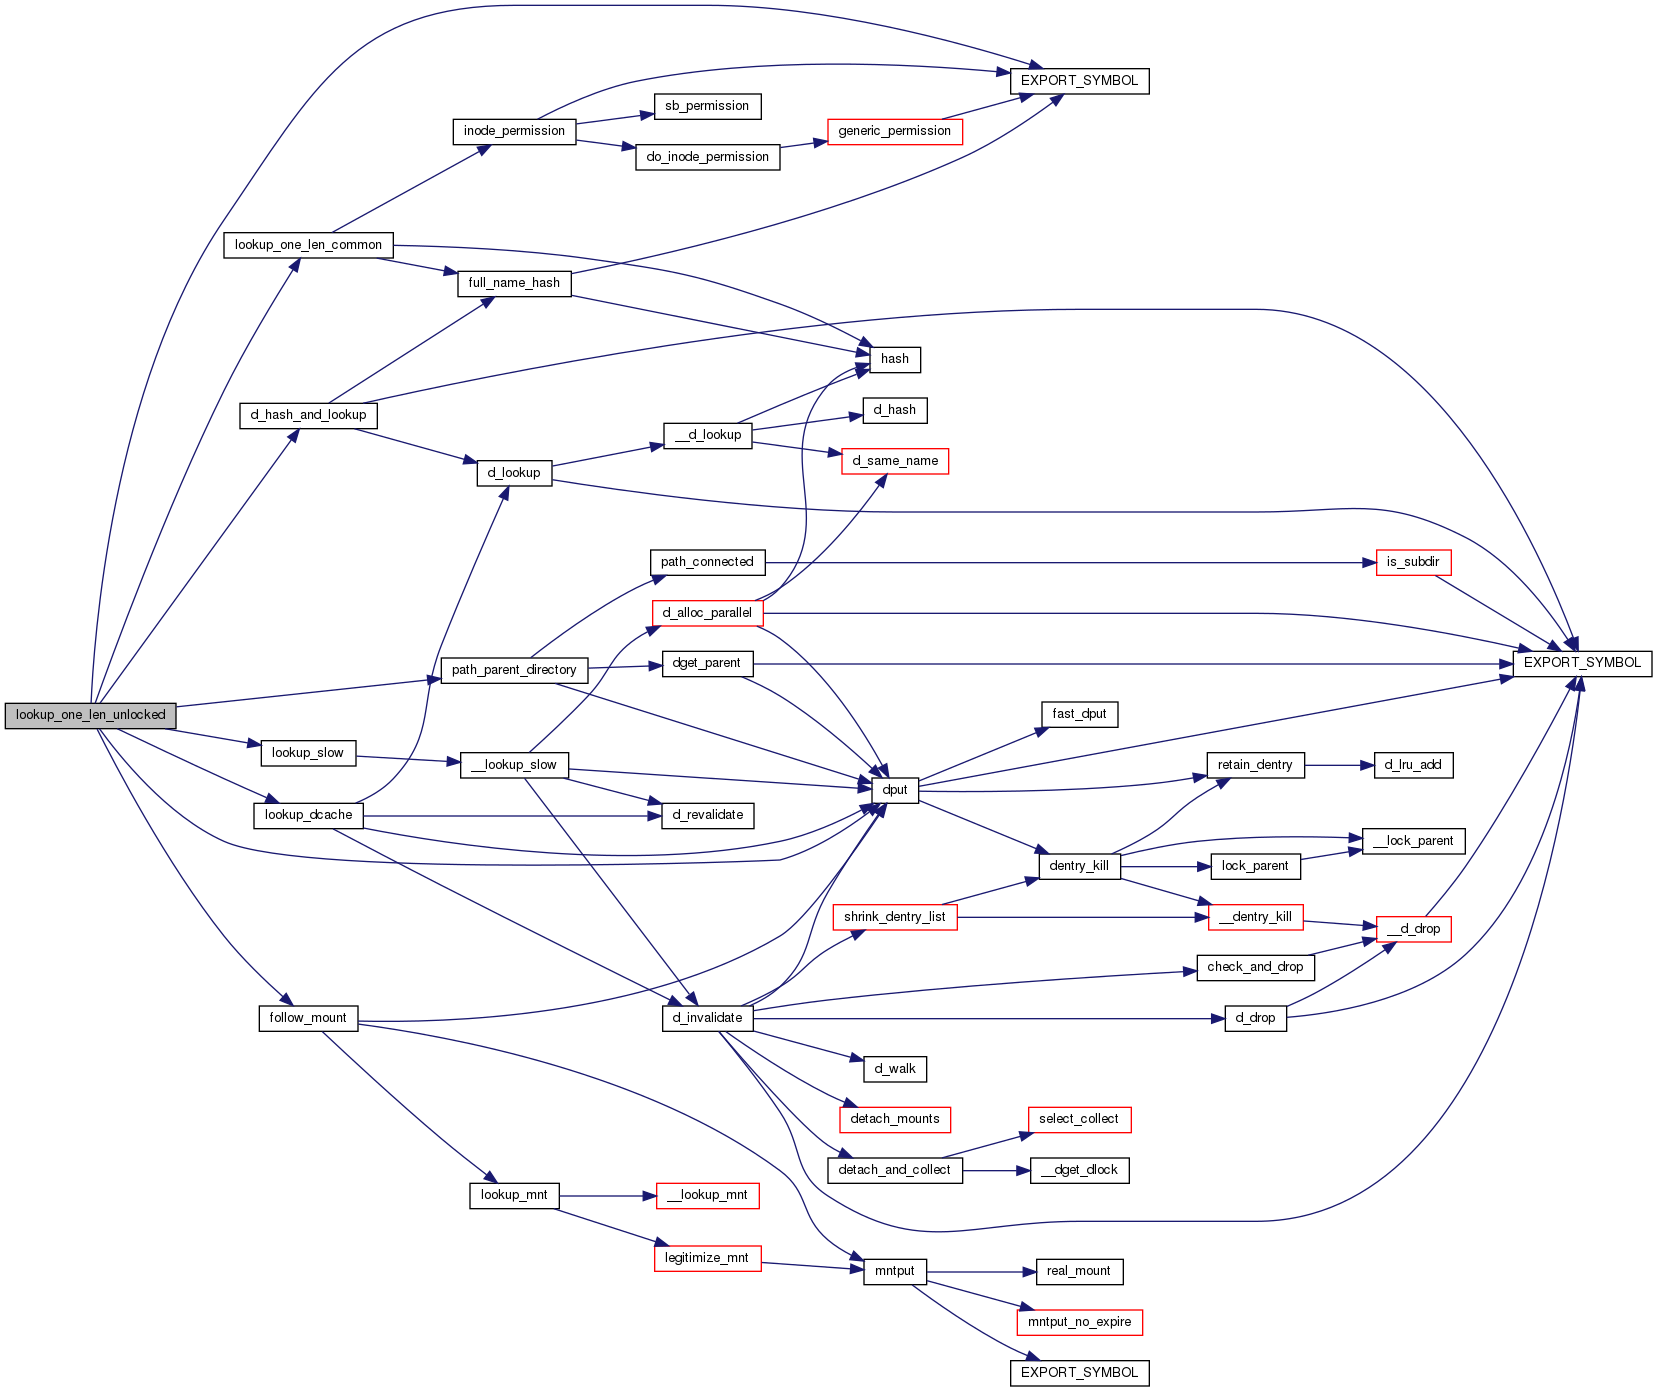 EXPORT_SYMBOL
sb_permission
inode_permission
generic_permission
do_inode_permission
lookup_one_len_common
full_name_hash
hash
d_hash
d_hash_and_lookup
__d_lookup
d_same_name
d_lookup
path_connected
is_subdir
d_alloc_parallel
path_parent_directory
dget_parent
EXPORT_SYMBOL
lookup_one_len_unlocked
fast_dput
lookup_slow
__lookup_slow
retain_dentry
d_lru_add
dput
lookup_dcache
d_revalidate
__lock_parent
dentry_kill
lock_parent
shrink_dentry_list
__dentry_kill
__d_drop
check_and_drop
follow_mount
d_invalidate
d_drop
d_walk
detach_mounts
select_collect
detach_and_collect
__dget_dlock
lookup_mnt
__lookup_mnt
legitimize_mnt
mntput
real_mount
mntput_no_expire
EXPORT_SYMBOL